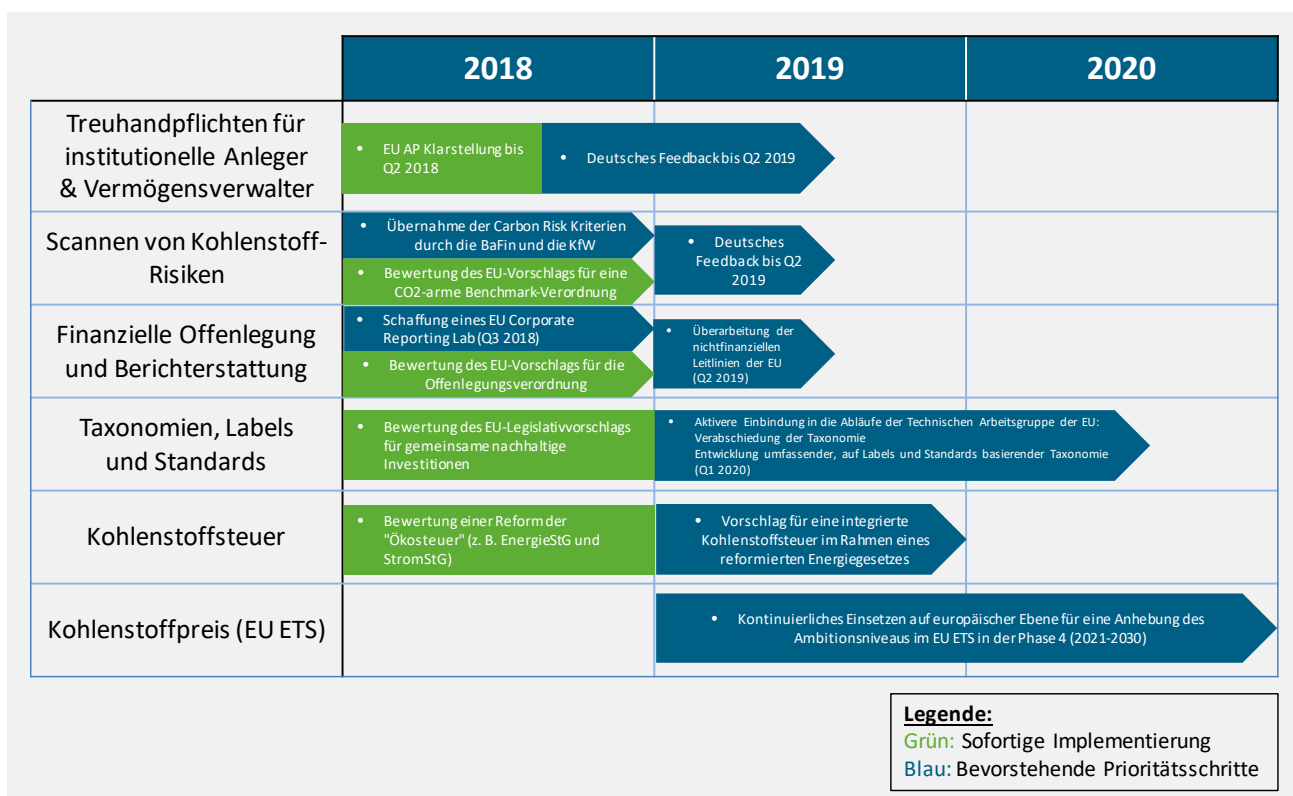 2018
2019
2020
Treuhandpflichten für
institutionelle Anleger
& Vermögensverwalter
• EU AP Klarstellung bis
Q2 2018
• Deutsches Feedback bis Q2 2019
Scannen von Kohlenstoff-
Risiken
• Übernahme der Carbon Risk Kriterien
durch die BaFin und die KfW
• Bewertung des EU-Vorschlags für eine
CO2-arme Benchmark-Verordnung
• Deutsches
Feedback bis Q2
2019
Finanzielle Offenlegung
und Berichterstattung
• Schaffung eines EU Corporate
Reporting Lab (Q3 2018)
• Bewertung des EU-Vorschlags für die
Offenlegungsverordnung
• Überarbeitung der
nichtfinanziellen
Leitlinien der EU
(Q2 2019)
Taxonomien, Labels
und Standards
• Bewertung des EU-Legislativvorschlags
für gemeinsame nachhaltige
Investitionen
• Aktivere Einbindung in die Abläufe der Technischen Arbeitsgruppe der EU:
Verabschiedung der Taxonomie
Entwicklung umfassender, auf Labels und Standards basierender Taxonomie
(Q1 2020)
Kohlenstoffsteuer
• Bewertung einer Reform der
"Ökosteuer" (z. B. EnergieStG und
StromStG)
• Vorschlag für eine integrierte
Kohlenstoffsteuer im Rahmen eines
reformierten Energiegesetzes
Kohlenstoffpreis (EU ETS)
• Kontinuierliches Einsetzen auf europäischer Ebene für eine Anhebung des
Ambitionsniveaus im EU ETS in der Phase 4 (2021-2030)
Legende:
Grün: Sofortige Implementierung
Blau: Bevorstehende Prioritätsschritte